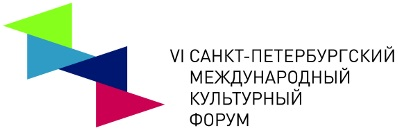 VI САНКТ-ПЕТЕРБУРГСКИЙ
МЕЖДУНАРОДНЫЙ
КУЛЬТУРНЫЙ
ФОРУМ